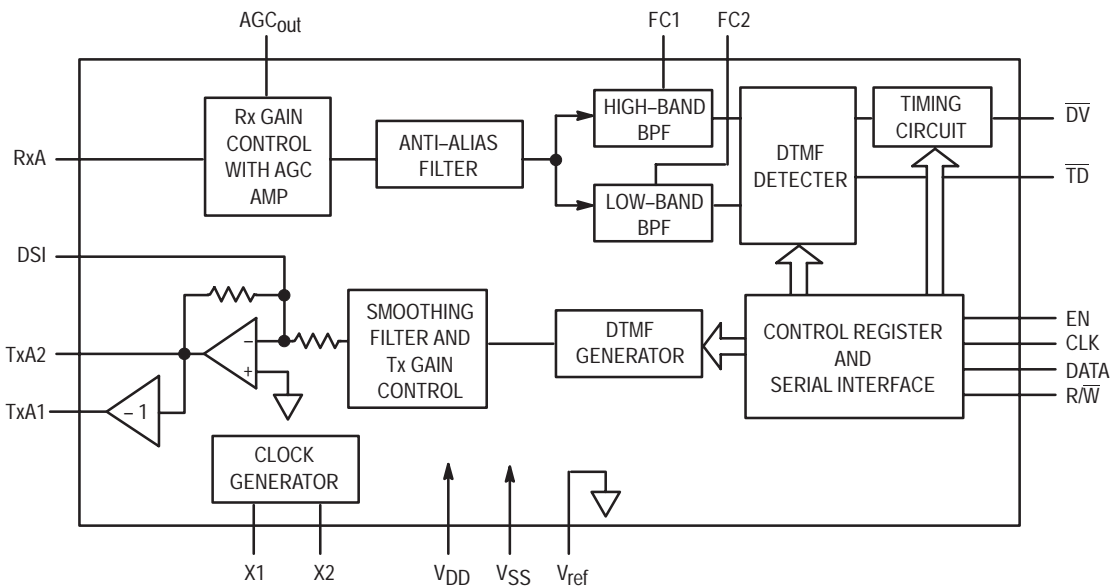 AGCout
FC1
FC2
Rx GAIN
CONTROL
WITH AGC
AMP
ANTI–ALIAS
FILTER
HIGH–BAND
BPF
LOW–BAND
BPF
DTMF
DETECTER
TIMING
CIRCUIT
D̅V̅
T̅D̅
RxA
DSI
TxA2
TxA1
–
+
– 1
SMOOTHING
FILTER AND
Tx GAIN
CONTROL
DTMF
GENERATOR
CONTROL REGISTER
AND
SERIAL INTERFACE
EN
CLK
DATA
R/W̅
CLOCK
GENERATOR
X1
X2
VDD
VSS
Vref